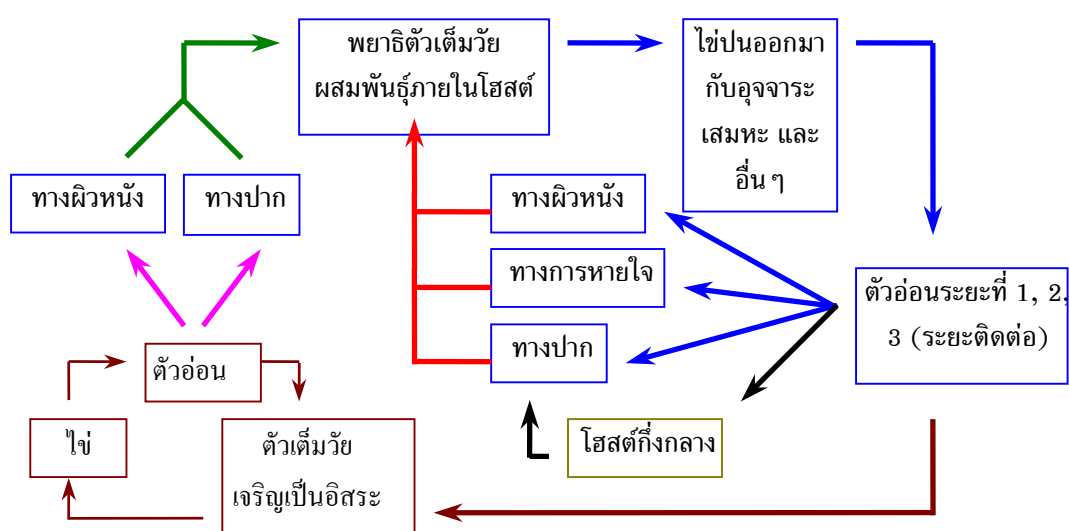 พยาธิตัวเต็มวัย
ผสมพันธุ์ภายในโฮสต์
ไข่ปนออกมา
กับอุจจาระ
เสมหะ และ
อื่น ๆ
ทางผิวหนัง
ทางปาก
ทางผิวหนัง
ทางการหายใจ
ทางปาก
ตัวอ่อนระยะที่ 1, 2,
3 (ระยะติดต่อ)
ตัวอ่อน
ไข่
ตัวเต็มวัย
เจริญเป็นอิสระ
โฮสต์กึ่งกลาง